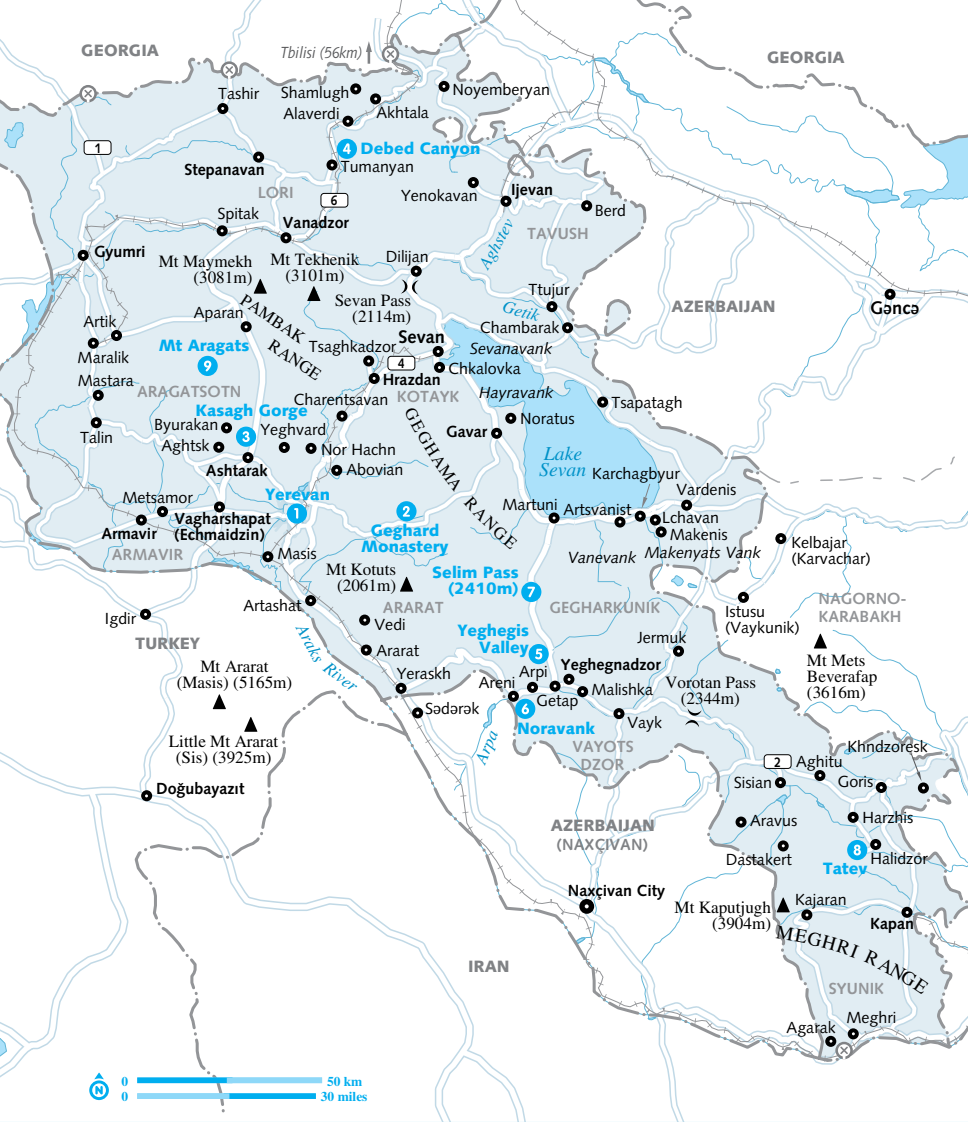 GEORGIA
Tbilisi (56km)
GEORGIA
Tashir
Shamlugh
Noyemberyan
Alaverdi
Akhtala
1
4 Debed Canyon
Stepanavan
Tumanyan
LORI
Yenokavan
Ijevan
6
Berd
Spitak
Vanadzor
TAVUSH
Aghstev
Gyumri
Mt Maymekh
(3081m)
Mt Tekhenik
(3101m)
Dilijan
Sevan Pass
(2114m)
Ttujur
Getik
AZERBAIJAN
Gəncə
PAMBAK
RANGE
Aparan
Artik
Chambarak
Maralik
Mt Aragats
9
Tsaghkadzor
Sevan
Sevanavank
4
Chkalovka
Mastara
Hrazdan
ARAGATSOTN
KOTAYK
Hayravank
Charentsavan
Tsapatagh
Kasagh Gorge
3
Byurakan
Yeghvard
Noratus
Talin
Gavar
Aghtsk
Nor Hachn
Ashtarak
Abovian
GEGHAMA RANGE
Lake
Sevan
Karchagbyur
Vardenis
Metsamor
Yerevan
1
2
Geghard
Monastery
Martuni
Artsvanist
Lchavan
Armavir
Vagharshapat
(Echmaidzin)
Makenis
ARMAVIR
Masis
Vanevank
Makenyats Vank
Kelbajar
(Karvachar)
Mt Kotuts
(2061m)
Selim Pass
(2410m)
7
Igdir
Artashat
ARARAT
GEGHARKUNIK
Istusu
(Vaykunik)
NAGORNO-
KARABAKH
Vedi
TURKEY
Araks River
Yeghegis
Valley
5
Jermuk
Ararat
Mt Mets
Beverafap
(3616m)
Mt Ararat
(Masis) (5165m)
Yeraskh
Areni
Arpi
Yeghegnadzor
Malishka
Vorotan Pass
(2344m)
Getap
6
Noravank
Sədərək
Vayk
Arpa
Little Mt Ararat
(Sis) (3925m)
VAYOTS
DZOR
Khndzoresk
2
Aghitu
Doğubayazıt
Sisian
Goris
Aravus
Harzhis
AZERBAIJAN
(NAXÇIVAN)
8
Tatev
Halidzor
Dastakert
Naxçivan City
Mt Kaputjugh
(3904m)
Kajaran
Kapan
MEGHRI RANGE
IRAN
SYUNIK
Agarak
Meghri
N
0
50 km
0
30 miles